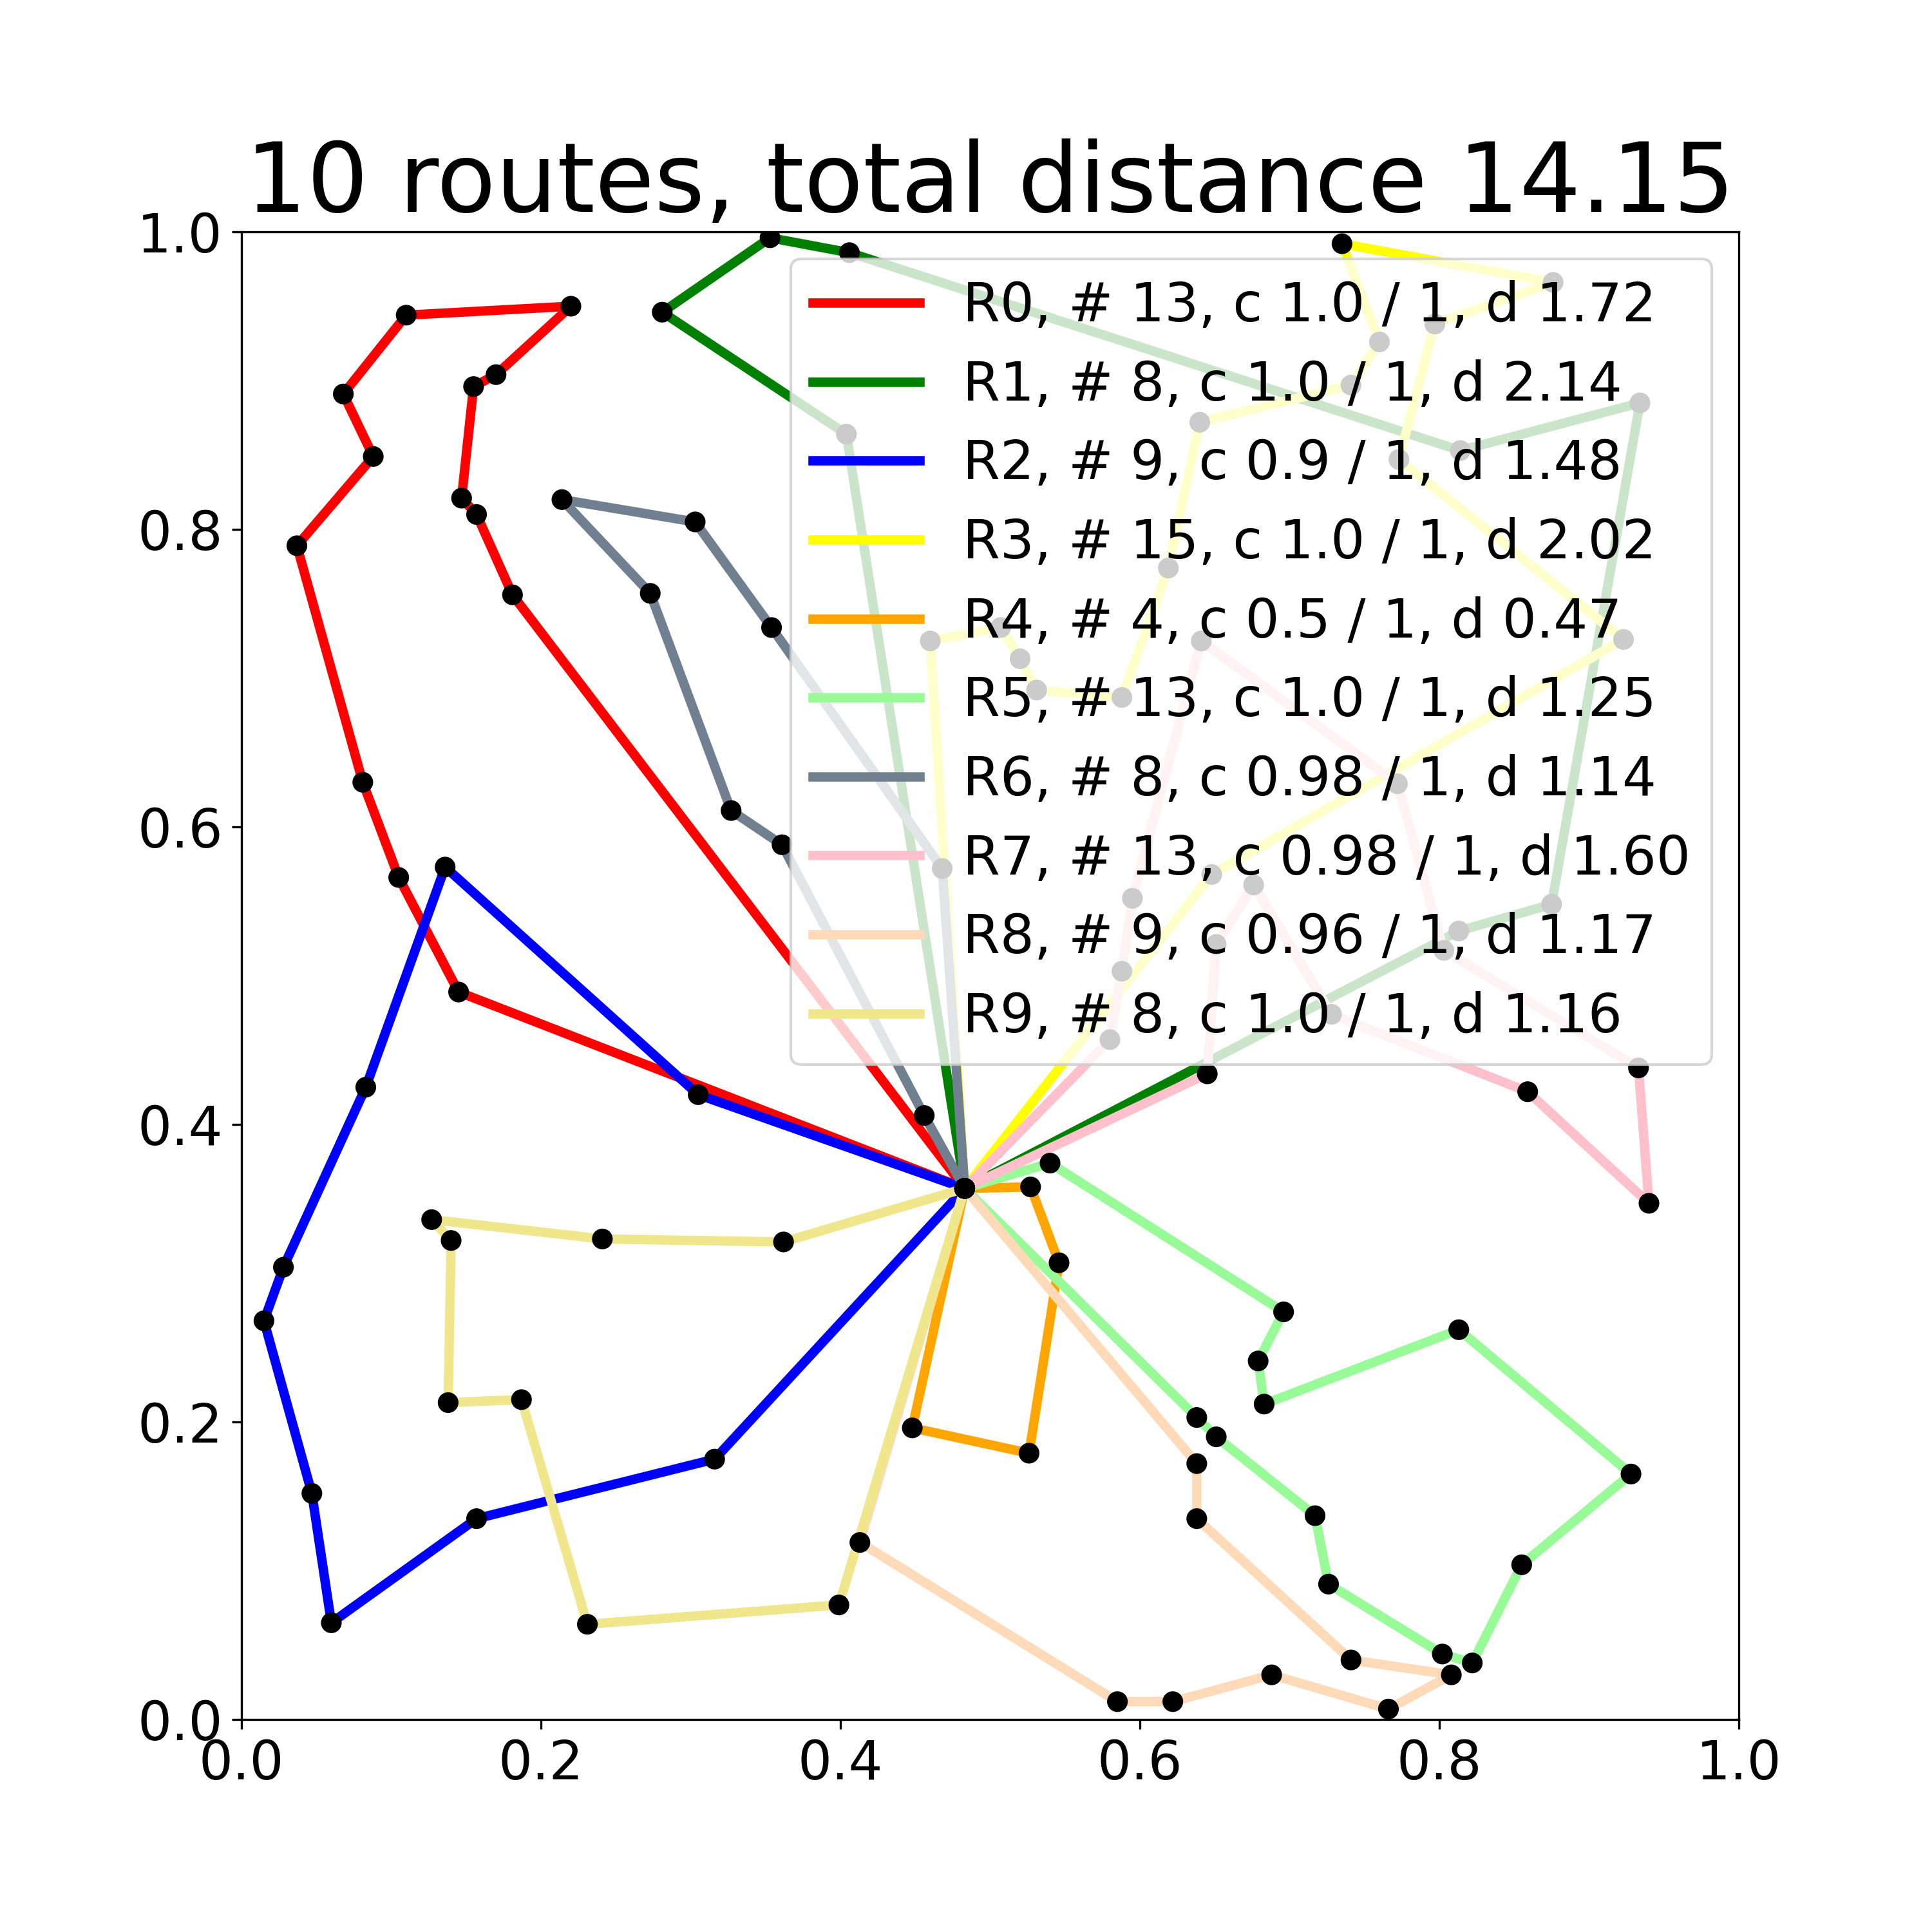 10 routes, total distance 14.15
1.0
0.8
0.6
0.4
0.2
0.0
0.0 0.2 0.4 0.6 0.8 1.0
R0, # 13, c 1.0 / 1, d 1.72
R1, # 8, c 1.0 / 1, d 2.14
R2, # 9, c 0.9 / 1, d 1.48
R3, # 15, c 1.0 / 1, d 2.02
R4, # 4, c 0.5 / 1, d 0.47
R5, # 13, c 1.0 / 1, d 1.25
R6, # 8, c 0.98 / 1, d 1.14
R7, # 13, c 0.98 / 1, d 1.60
R8, # 9, c 0.96 / 1, d 1.17
R9, # 8, c 1.0 / 1, d 1.16